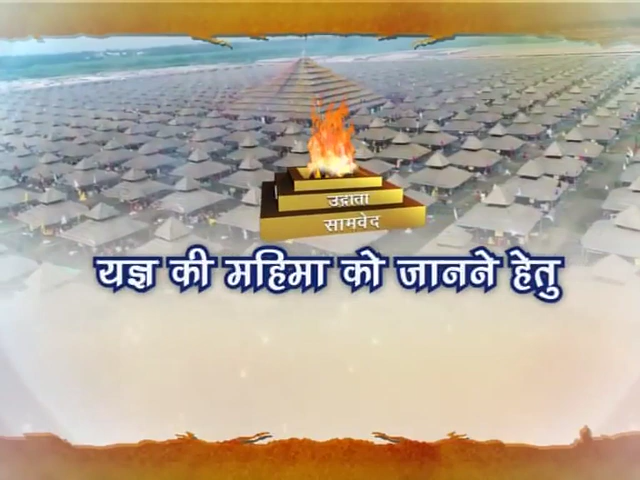 उद्गाता
सामवेद
यज्ञ की महिमा को जानने हेतु